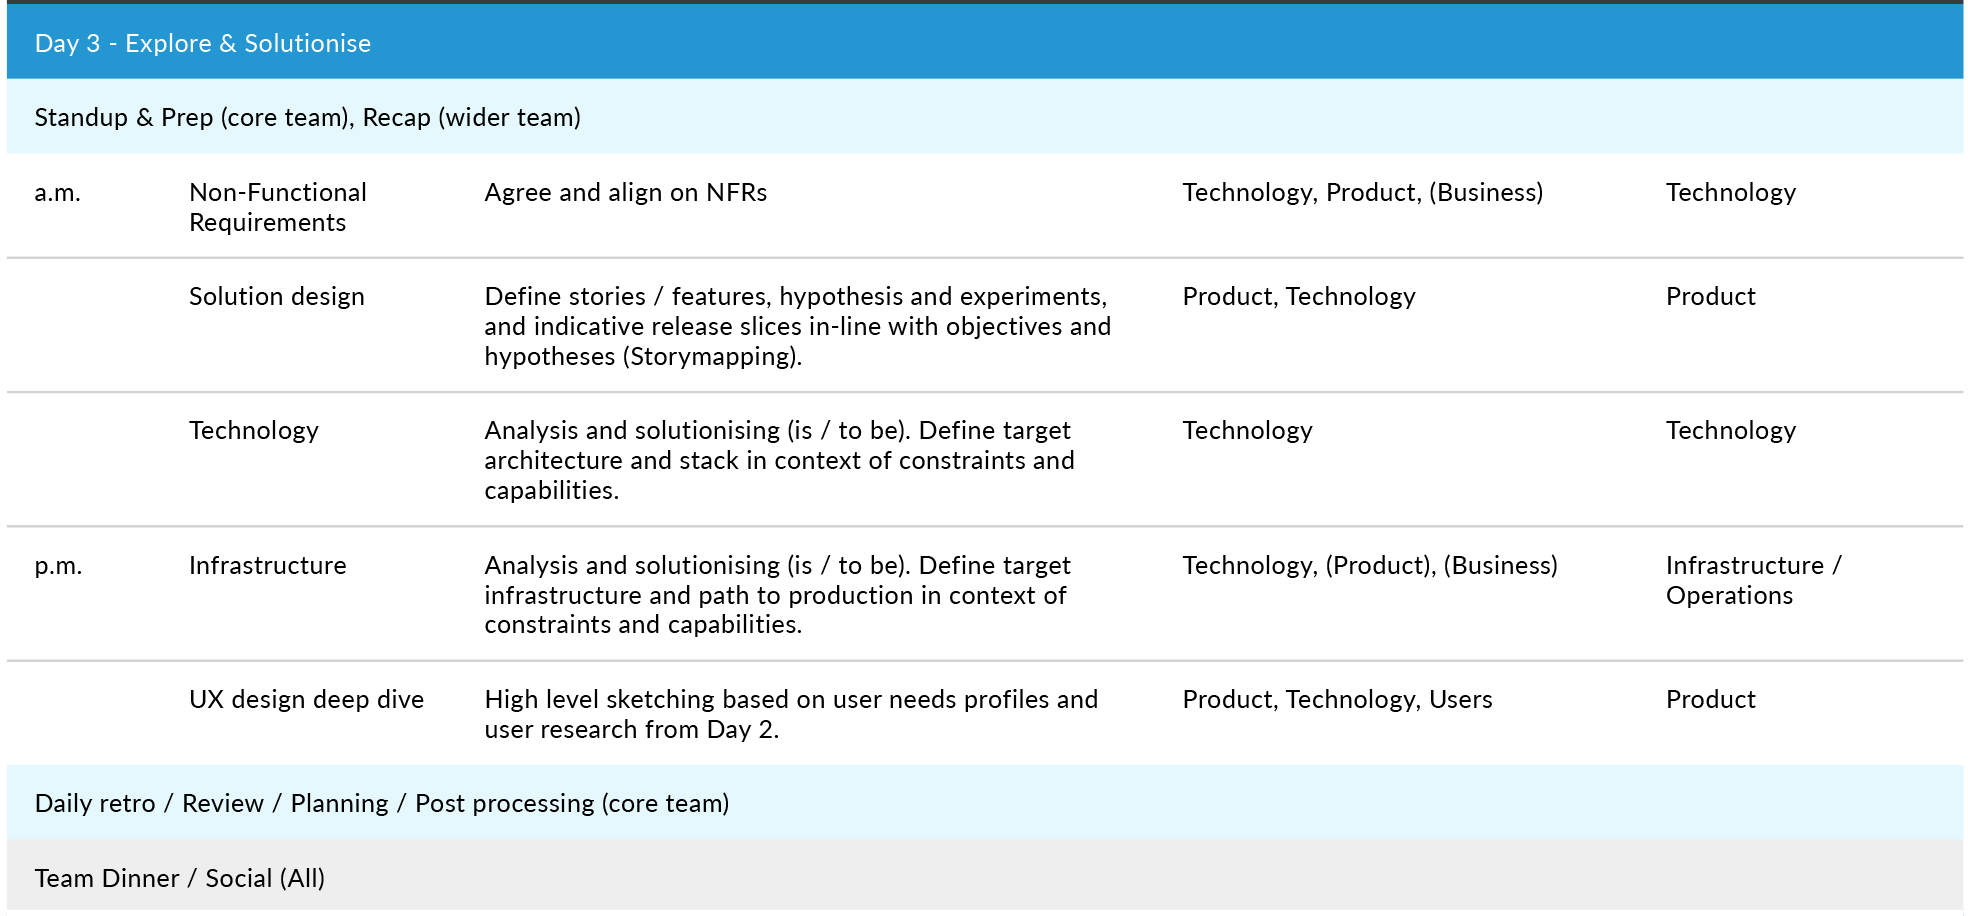 Day 3 - Explore & Solutionise
Standup & Prep (core team), Recap (wider team)
a.m.
Non-Functional
Requirements
Agree and align on NFRs
Technology, Product, (Business)
Technology
Solution design
Define stories / features, hypothesis and experiments,
and indicative release slices in-line with objectives and
hypotheses (Storymapping).
Product, Technology
Product
Technology
Analysis and solutionising (is / to be). Define target
architecture and stack in context of constraints and
capabilities.
Technology
Technology
p.m.
Infrastructure
Analysis and solutionising (is / to be). Define target
infrastructure and path to production in context of
constraints and capabilities.
Technology, (Product), (Business)
Infrastructure /
Operations
UX design deep dive
High level sketching based on user needs profiles and
user research from Day 2.
Product, Technology, Users
Product
Daily retro / Review / Planning / Post processing (core team)
Team Dinner / Social (All)